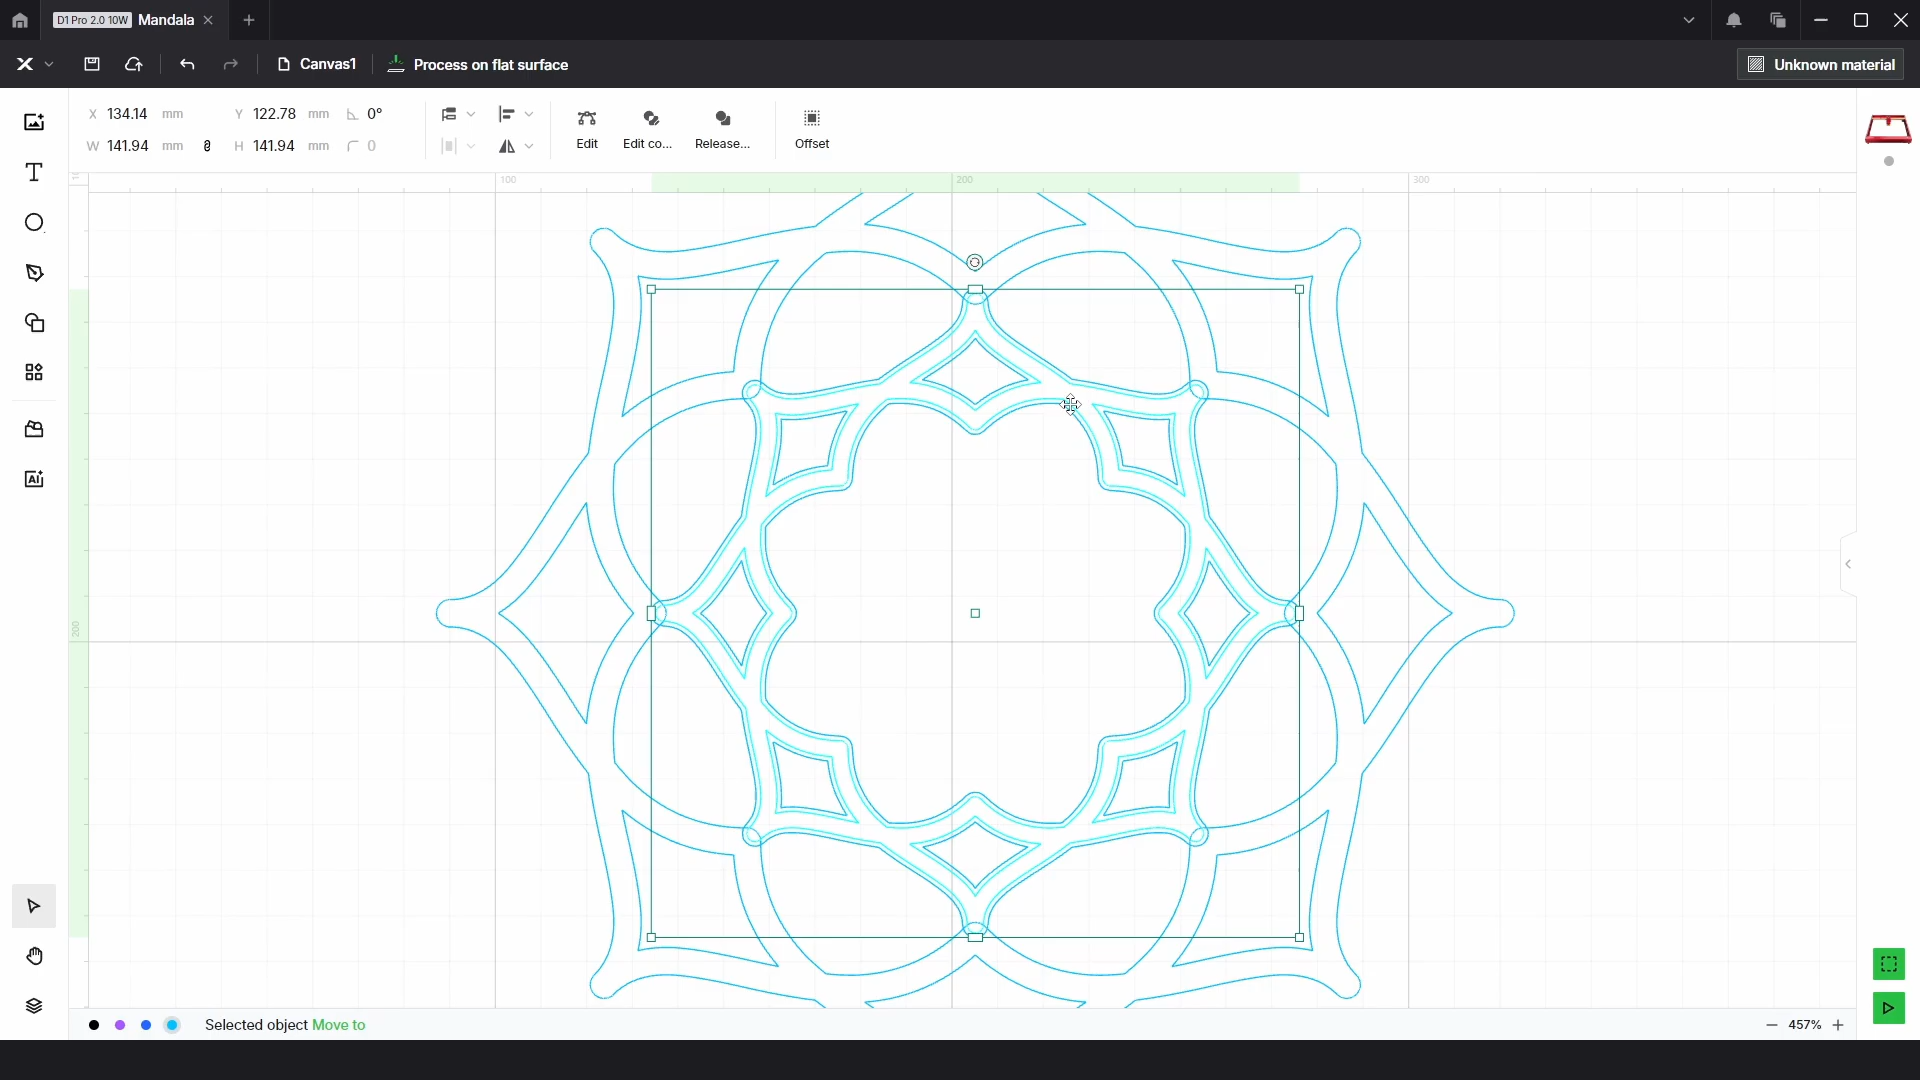 D1 Pro 2.0 10W Mandala
Canvas1 Process on flat surface Unknown material
X 134.14 mm Y 122.78 mm 0°
W 141.94 mm H 141.94 mm 0
Edit Edit co... Release... Offset
100 200 300
200
Ai
Selected object Move to
457%